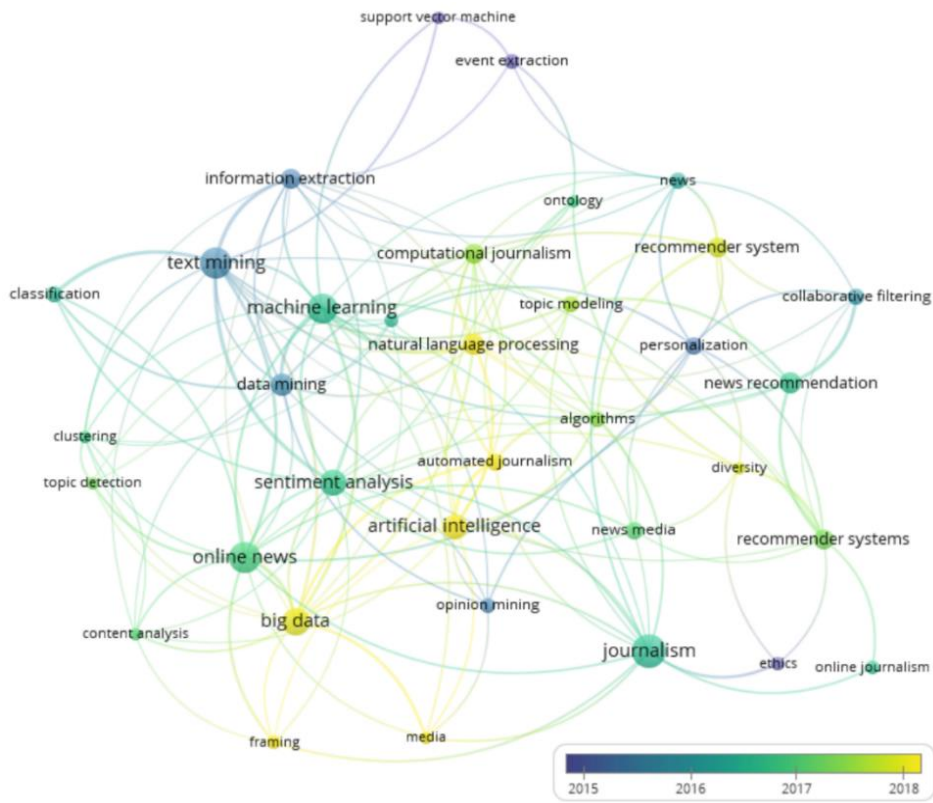 support vector machine
event extraction
information extraction
news
ontology
computational journalism
recommender system
text mining
classification
machine learning
topic modeling
collaborative filtering
natural language processing
personalization
data mining
news recommendation
algorithms
clustering
automated journalism
diversity
topic detection
sentiment analysis
artificial intelligence
news media
recommender systems
online news
opinion mining
big data
content analysis
journalism
ethics
online journalism
framing
media
2015
2016
2017
2018